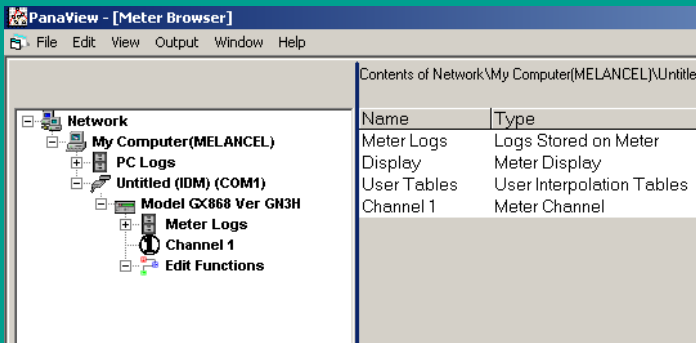 PanaView - [Meter Browser]
File Edit View Output Window Help
Contents of Network\My Computer(MELANCEL)\Untitle
Network
My Computer(MELANCEL)
PC Logs
Untitled (IDM) (COM1)
Model GX868 Ver GN3H
Meter Logs
1 Channel 1
Edit Functions
Name Type
Meter Logs Logs Stored on Meter
Display Meter Display
User Tables User Interpolation Tables
Channel 1 Meter Channel